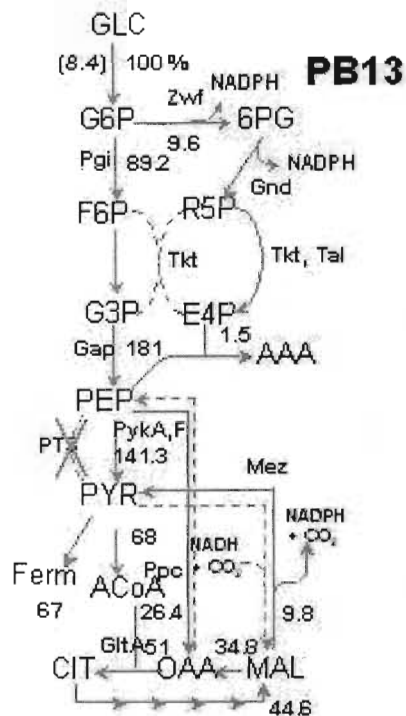 GLC
(8.4) 100% PB13
Zwf NADPH
G6P 6PG
9.6
Pgi 89.2 NADPH
Gnd
F6P R5P
Tkt Tkt, Tal
G3P E4P
1.5
Gap 181 AAA
PEP
PykA,F
141.3
Mez
PYR
NADPH
+ CO2
68 NADH
Ferm ACoA Ppc + CO2
67 26.4 9.8
GltA 51 34.8
CIT OAA MAL
44.6